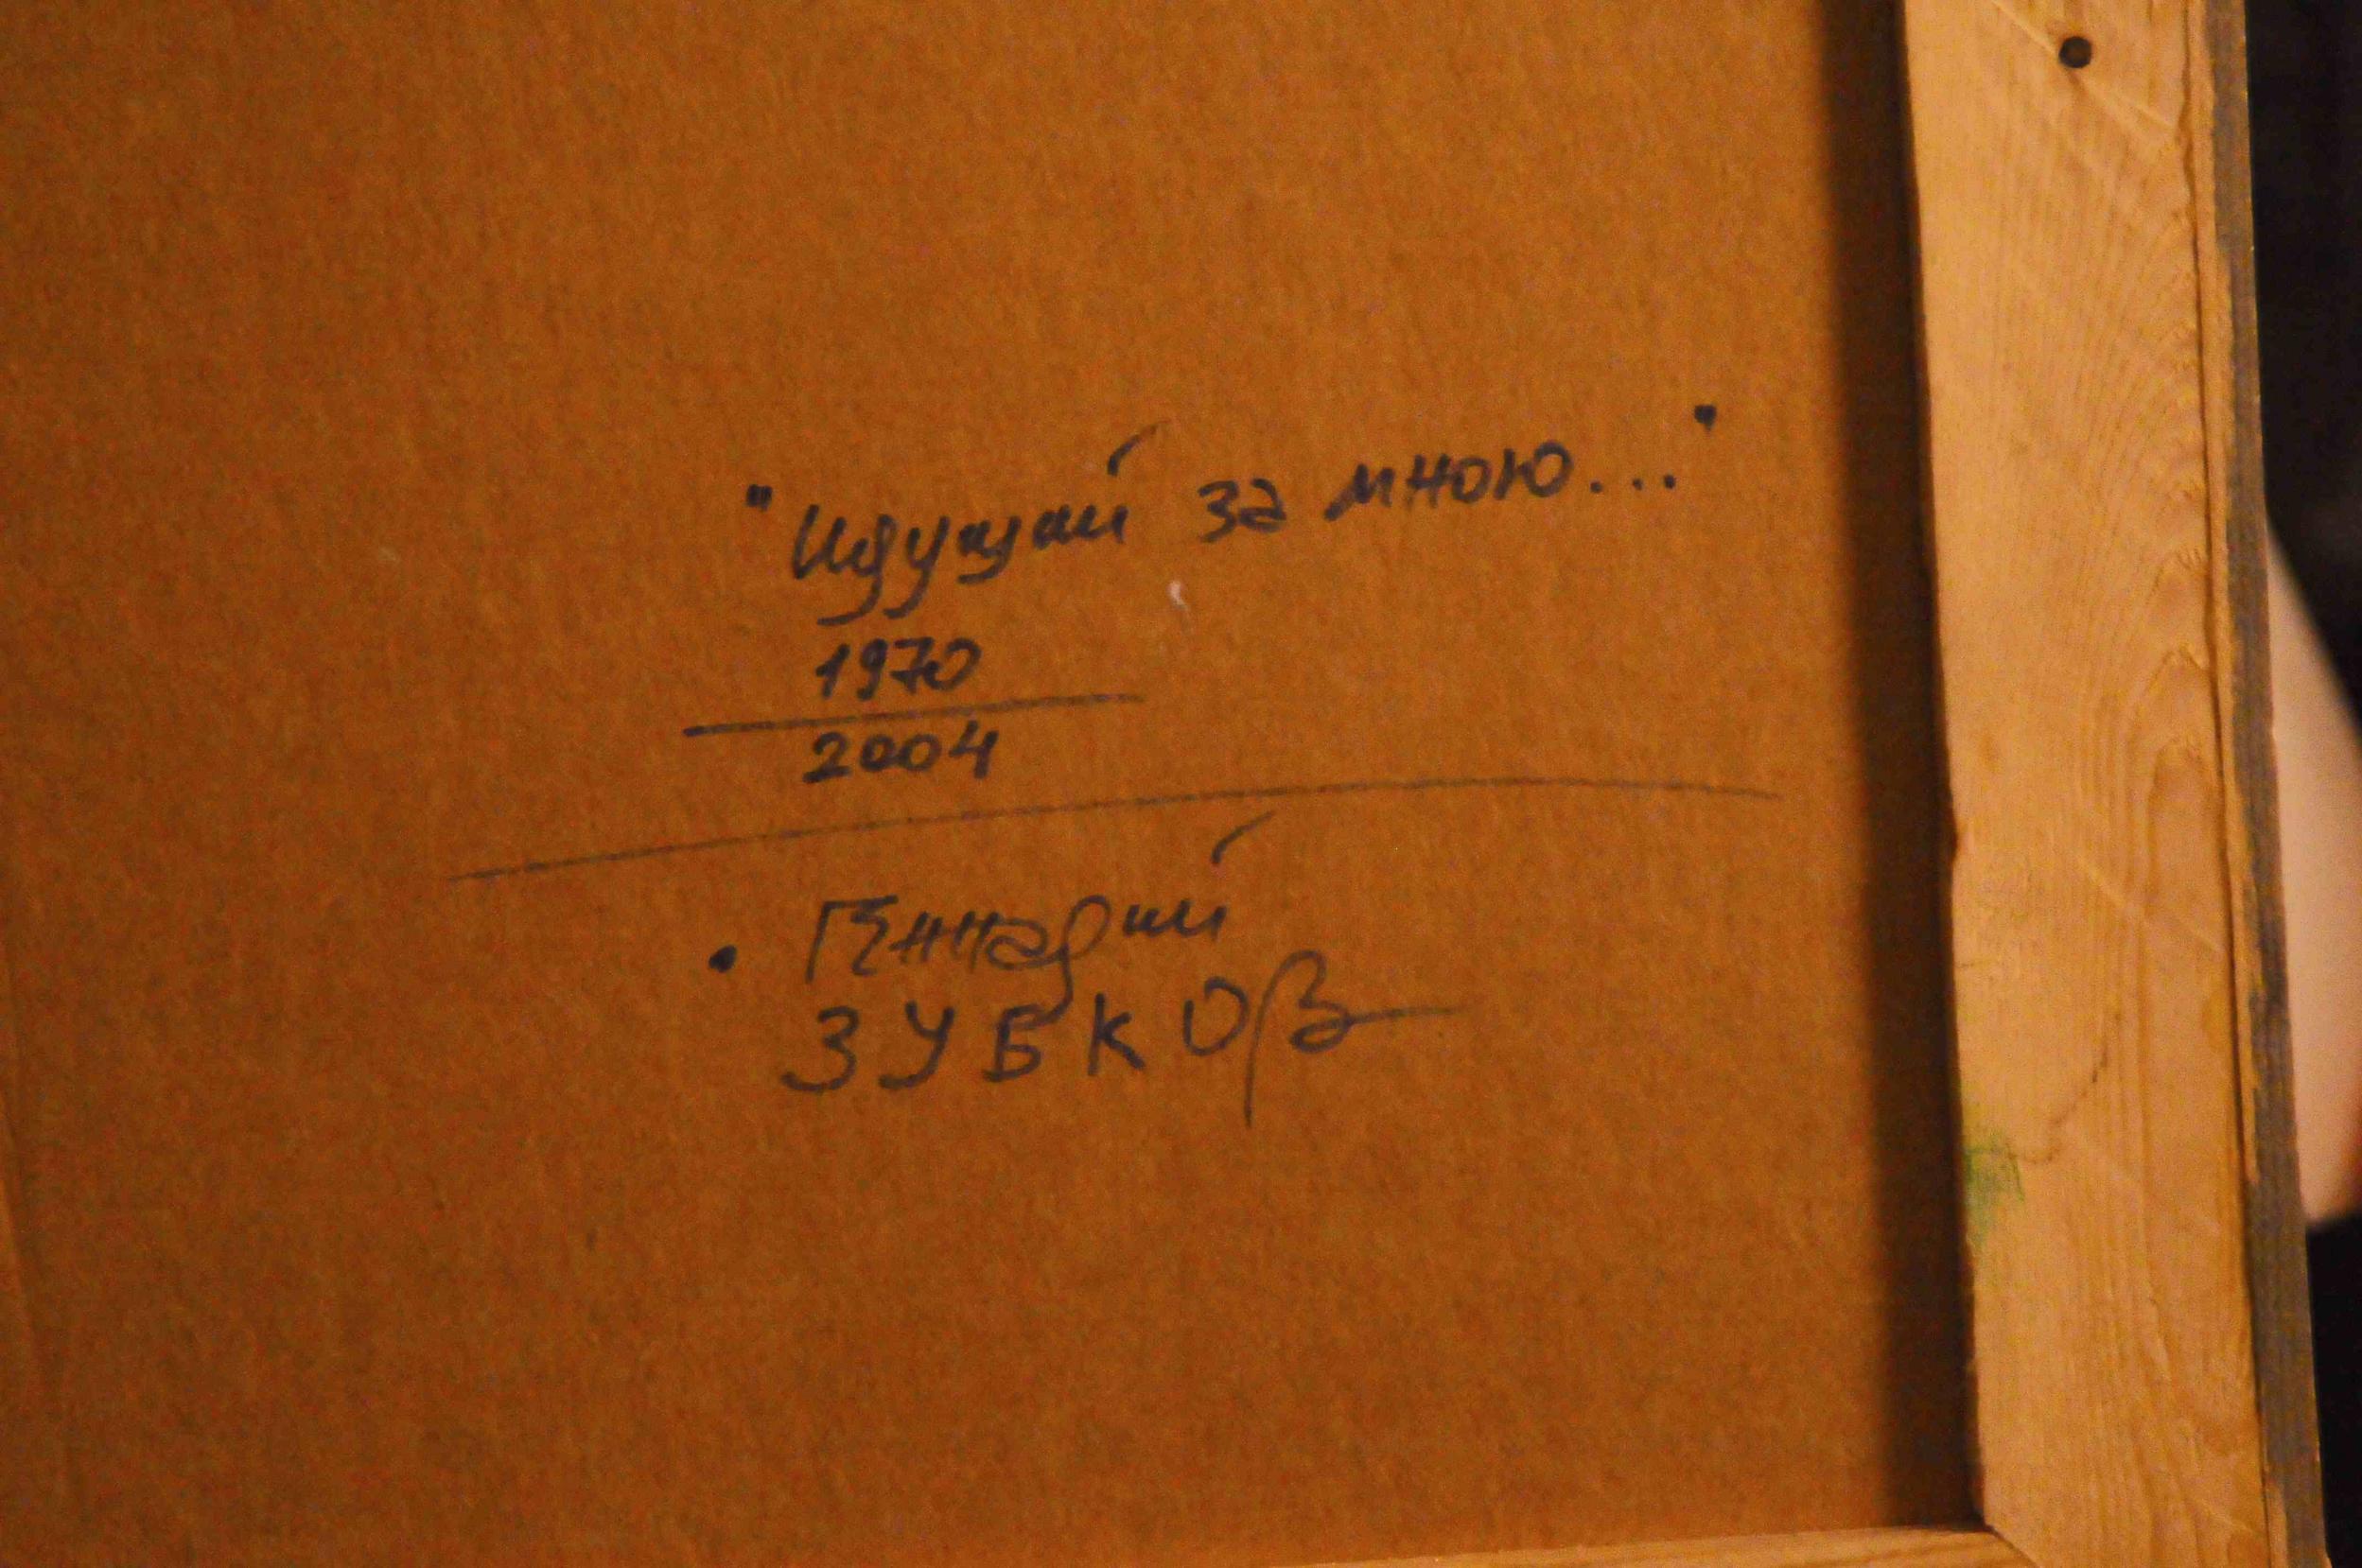 "Идущий за мною..."
1970
2004
• Геннадий
ЗУБКОВ